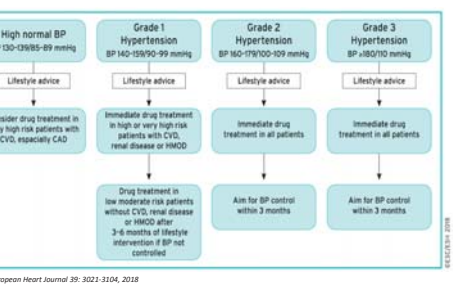 High normal BP
130-139/85-89 mmHg
Lifestyle advice
sider drug treatment in
y high risk patients with
CVD, espacially CAD
Grade 1
Hypertension
BP 140-159/90-99 mmHg
Lifestyle advice
Immediate drug treatment
in high or very high risk
patients with CVD,
renal disease or HMOD
Drug treatment in
low moderate risk patients
without CVD, renal disease
or HMOD after
3-6 months of lifestyle
intervention if BP not
controlled
Grade 2
Hypertension
BP 160-179/100-109 mmHg
Lifestyle advice
Immediate drug
treatment in all patients
Aim for BP control
within 3 months
Grade 3
Hypertension
BP ≥180/110 mmHg
Lifestyle advice
Immediate drug
treatment in all patients
Aim for BP control
within 3 months
©ESC/ESH 2018
ropean Heart Journal 39: 3021-3104, 2018